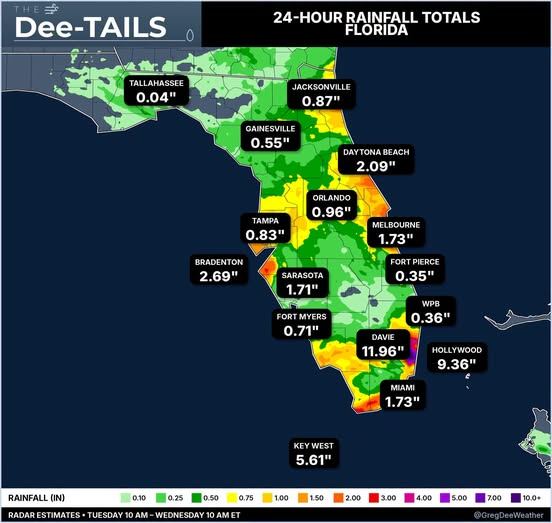 THE
Dee-TAILS
24-HOUR RAINFALL TOTALS
FLORIDA
TALLAHASSEE
0.04"
JACKSONVILLE
0.87"
GAINESVILLE
0.55"
DAYTONA BEACH
2.09"
ORLANDO
0.96"
TAMPA
0.83"
MELBOURNE
1.73"
BRADENTON
2.69"
SARASOTA
1.71"
FORT PIERCE
0.35"
FORT MYERS
0.71"
WPB
0.36"
DAVIE
11.96"
HOLLYWOOD
9.36"
MIAMI
1.73"
KEY WEST
5.61"
RAINFALL (IN) 0.10 0.25 0.50 0.75 1.00 1.50 2.00 3.00 4.00 5.00 7.00 10.0+
RADAR ESTIMATES • TUESDAY 10 AM – WEDNESDAY 10 AM ET @GregDeeWeather